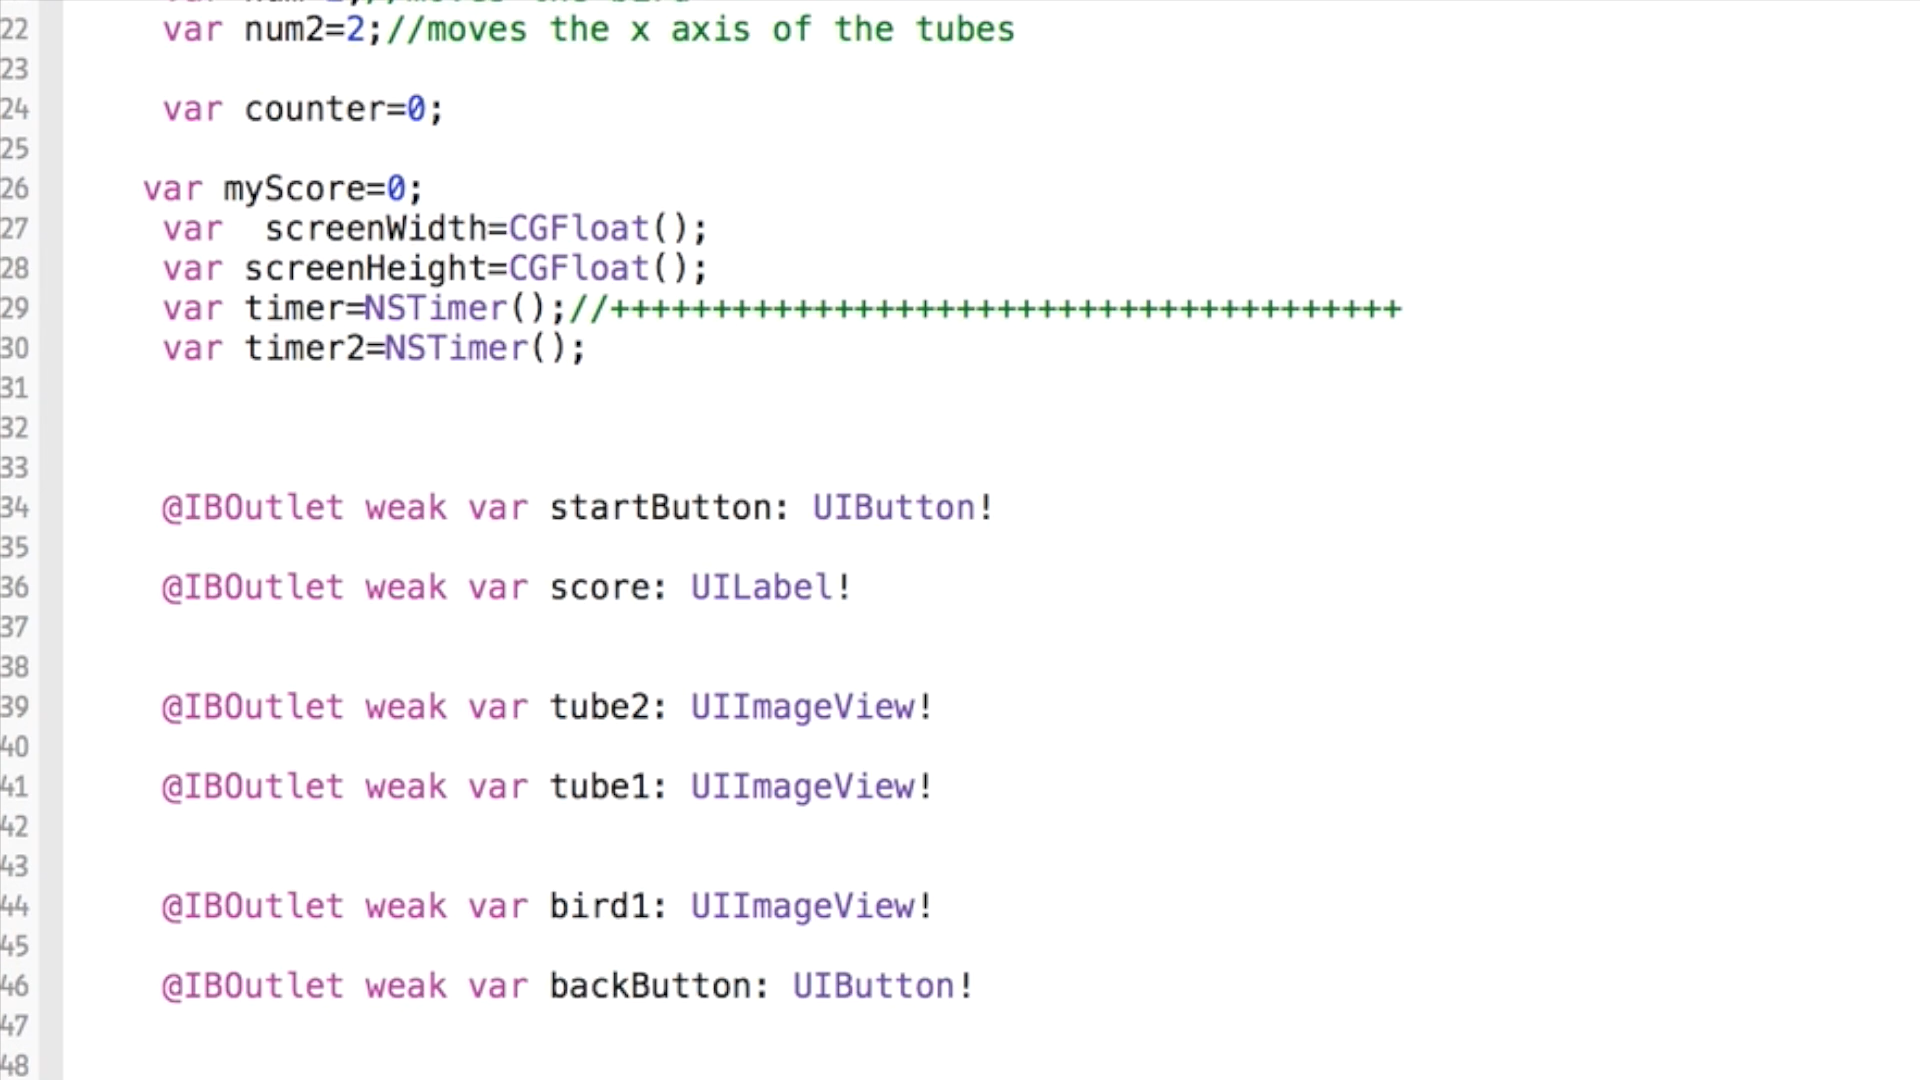 22 var num2=2;//moves the x axis of the tubes
23
24 var counter=0;
25
26 var myScore=0;
27 var  screenWidth=CGFloat();
28 var screenHeight=CGFloat();
29 var timer=NSTimer();//+++++++++++++++++++++++++++++++++++++++
30 var timer2=NSTimer();
31
32
33
34 @IBOutlet weak var startButton: UIButton!
35
36 @IBOutlet weak var score: UILabel!
37
38
39 @IBOutlet weak var tube2: UIImageView!
40
41 @IBOutlet weak var tube1: UIImageView!
42
43
44 @IBOutlet weak var bird1: UIImageView!
45
46 @IBOutlet weak var backButton: UIButton!
47
48